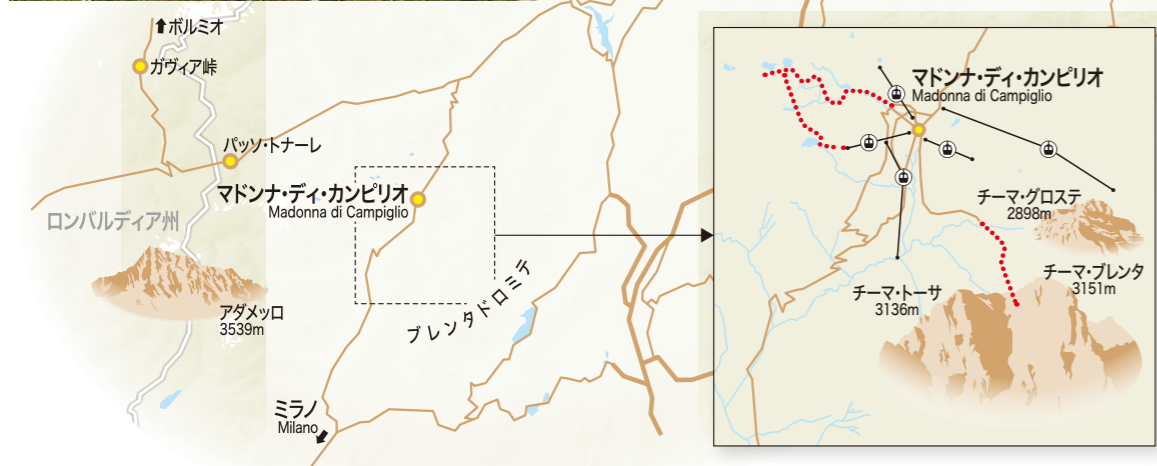 ボルミオ
ガヴィア峠
パッソ・トナーレ
マドンナ・ディ・カンピリオ
Madonna di Campiglio
ロンバルディア州
アダメッロ
3539m
ブレンタドロミテ
ミラノ
Milano
マドンナ・ディ・カンピリオ
Madonna di Campiglio
チーマ・グロステ
2898m
チーマ・ブレンタ
3151m
チーマ・トーサ
3136m